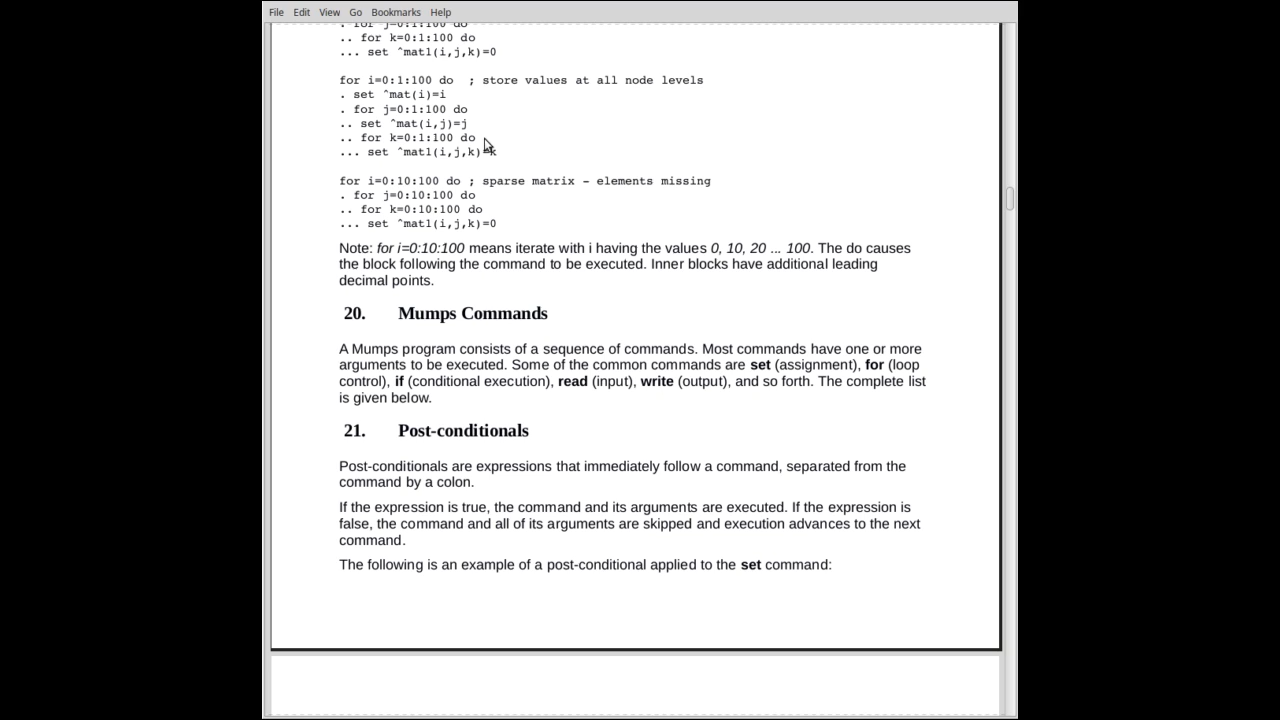 File Edit View Go Bookmarks Help
. for j=0:1:100 do
.. for k=0:1:100 do
... set ^mat1(i,j,k)=0
for i=0:1:100 do  ; store values at all node levels
. set ^mat(i)=i
. for j=0:1:100 do
.. set ^mat(i,j)=j
.. for k=0:1:100 do
... set ^mat1(i,j,k)=k
for i=0:10:100 do ; sparse matrix - elements missing
. for j=0:10:100 do
.. for k=0:10:100 do
... set ^mat1(i,j,k)=0
Note: for i=0:10:100 means iterate with i having the values 0, 10, 20 ... 100. The do causes
the block following the command to be executed. Inner blocks have additional leading
decimal points.
20. Mumps Commands
A Mumps program consists of a sequence of commands. Most commands have one or more
arguments to be executed. Some of the common commands are set (assignment), for (loop
control), if (conditional execution), read (input), write (output), and so forth. The complete list
is given below.
21. Post-conditionals
Post-conditionals are expressions that immediately follow a command, separated from the
command by a colon.
If the expression is true, the command and its arguments are executed. If the expression is
false, the command and all of its arguments are skipped and execution advances to the next
command.
The following is an example of a post-conditional applied to the set command: